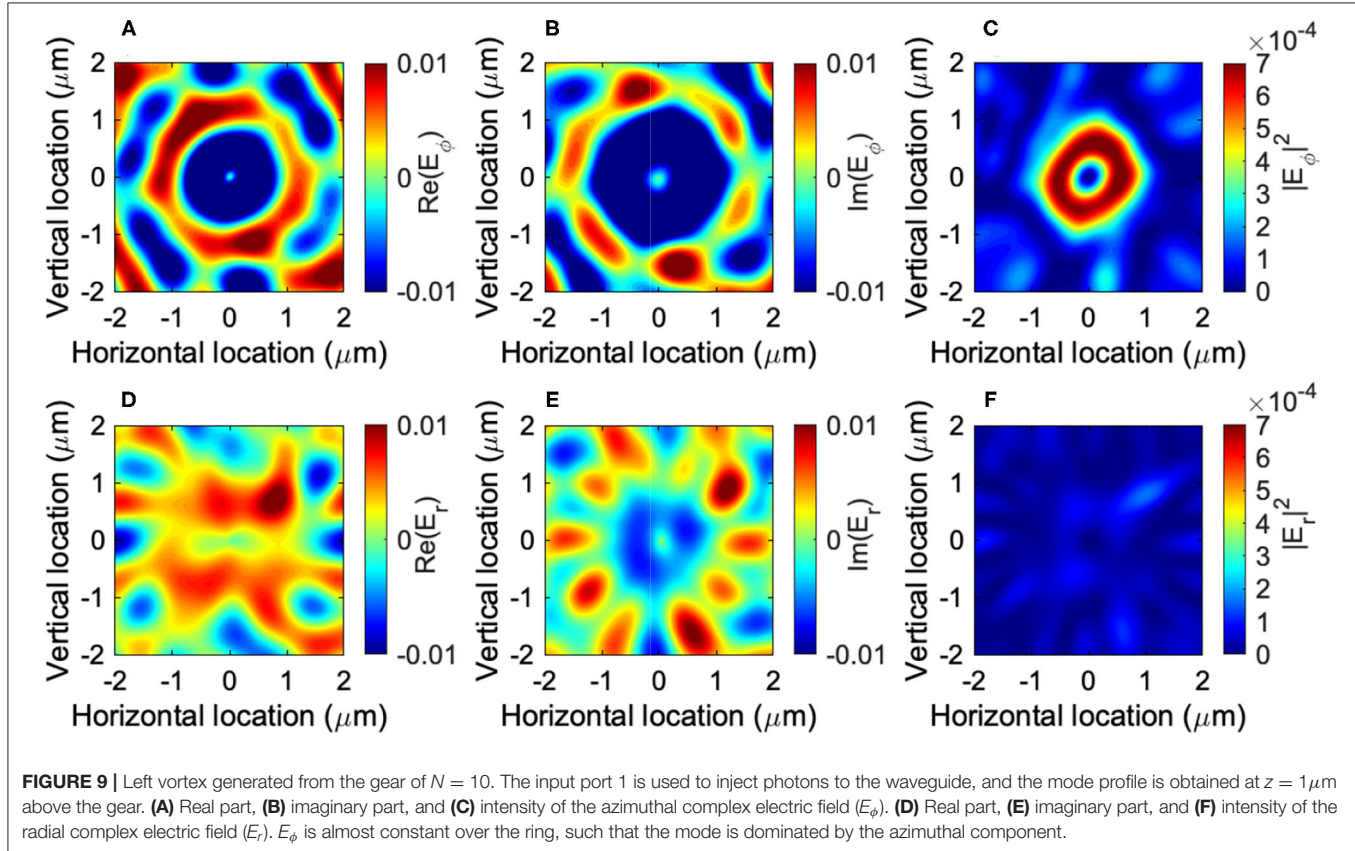 A
B
C
2
1
0
-1
-2
Vertical location (μm)
-2 -1 0 1 2
Horizontal location (μm)
0.01
0
-0.01
Re(E_ϕ)
2
1
0
-1
-2
Vertical location (μm)
-2 -1 0 1 2
Horizontal location (μm)
0.01
0
-0.01
Im(E_ϕ)
2
1
0
-1
-2
Vertical location (μm)
-2 -1 0 1 2
Horizontal location (μm)
×10⁻⁴
7
6
5
4
3
2
1
0
|E_ϕ|²
D
E
F
2
1
0
-1
-2
Vertical location (μm)
-2 -1 0 1 2
Horizontal location (μm)
0.01
0
-0.01
Re(E_r)
2
1
0
-1
-2
Vertical location (μm)
-2 -1 0 1 2
Horizontal location (μm)
0.01
0
-0.01
Im(E_r)
2
1
0
-1
-2
Vertical location (μm)
-2 -1 0 1 2
Horizontal location (μm)
×10⁻⁴
7
6
5
4
3
2
1
0
|E_r|²
FIGURE 9 | Left vortex generated from the gear of N = 10. The input port 1 is used to inject photons to the waveguide, and the mode profile is obtained at z = 1μm
above the gear. (A) Real part, (B) imaginary part, and (C) intensity of the azimuthal complex electric field (E_ϕ). (D) Real part, (E) imaginary part, and (F) intensity of the
radial complex electric field (E_r). E_ϕ is almost constant over the ring, such that the mode is dominated by the azimuthal component.